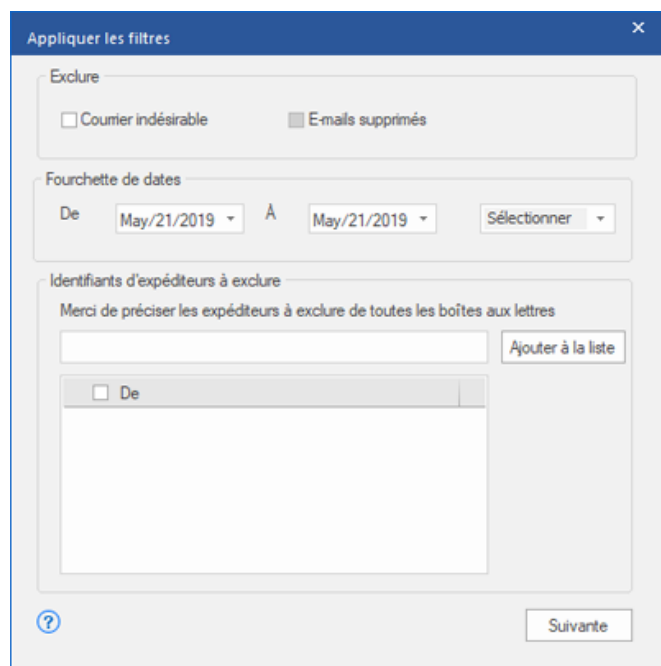 Appliquer les filtres
Exclure
Courrier indésirable
E-mails supprimés
Fourchette de dates
De May/21/2019 À May/21/2019 Sélectionner
Identifiants d'expéditeurs à exclure
Merci de préciser les expéditeurs à exclure de toutes les boîtes aux lettres
Ajouter à la liste
De
?
Suivante